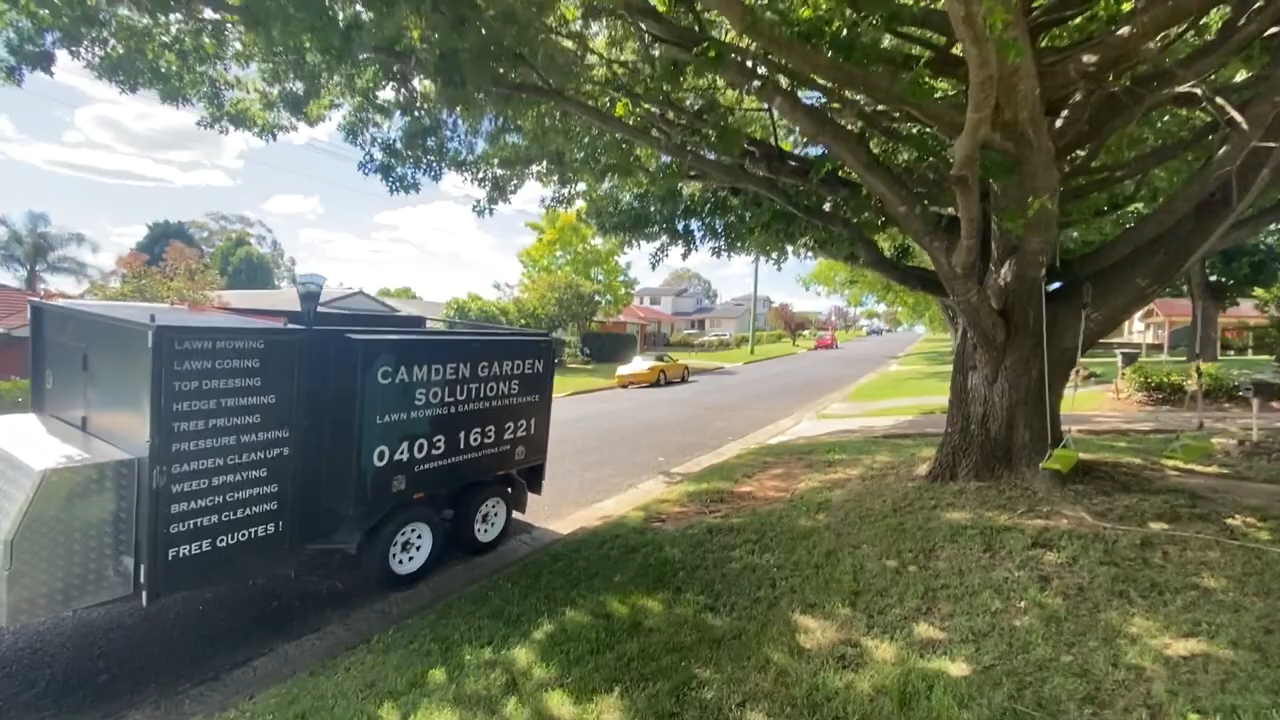 LAWN MOWING
LAWN CORING
TOP DRESSING
HEDGE TRIMMING
TREE PRUNING
PRESSURE WASHING
GARDEN CLEANUP'S
WEED SPRAYING
BRANCH CHIPPING
GUTTER CLEANING
FREE QUOTES !
CAMDEN GARDEN
SOLUTIONS
LAWN MOWING & GARDEN MAINTENANCE
0403 163 221
CAMDENGARDENSOLUTIONS.COM